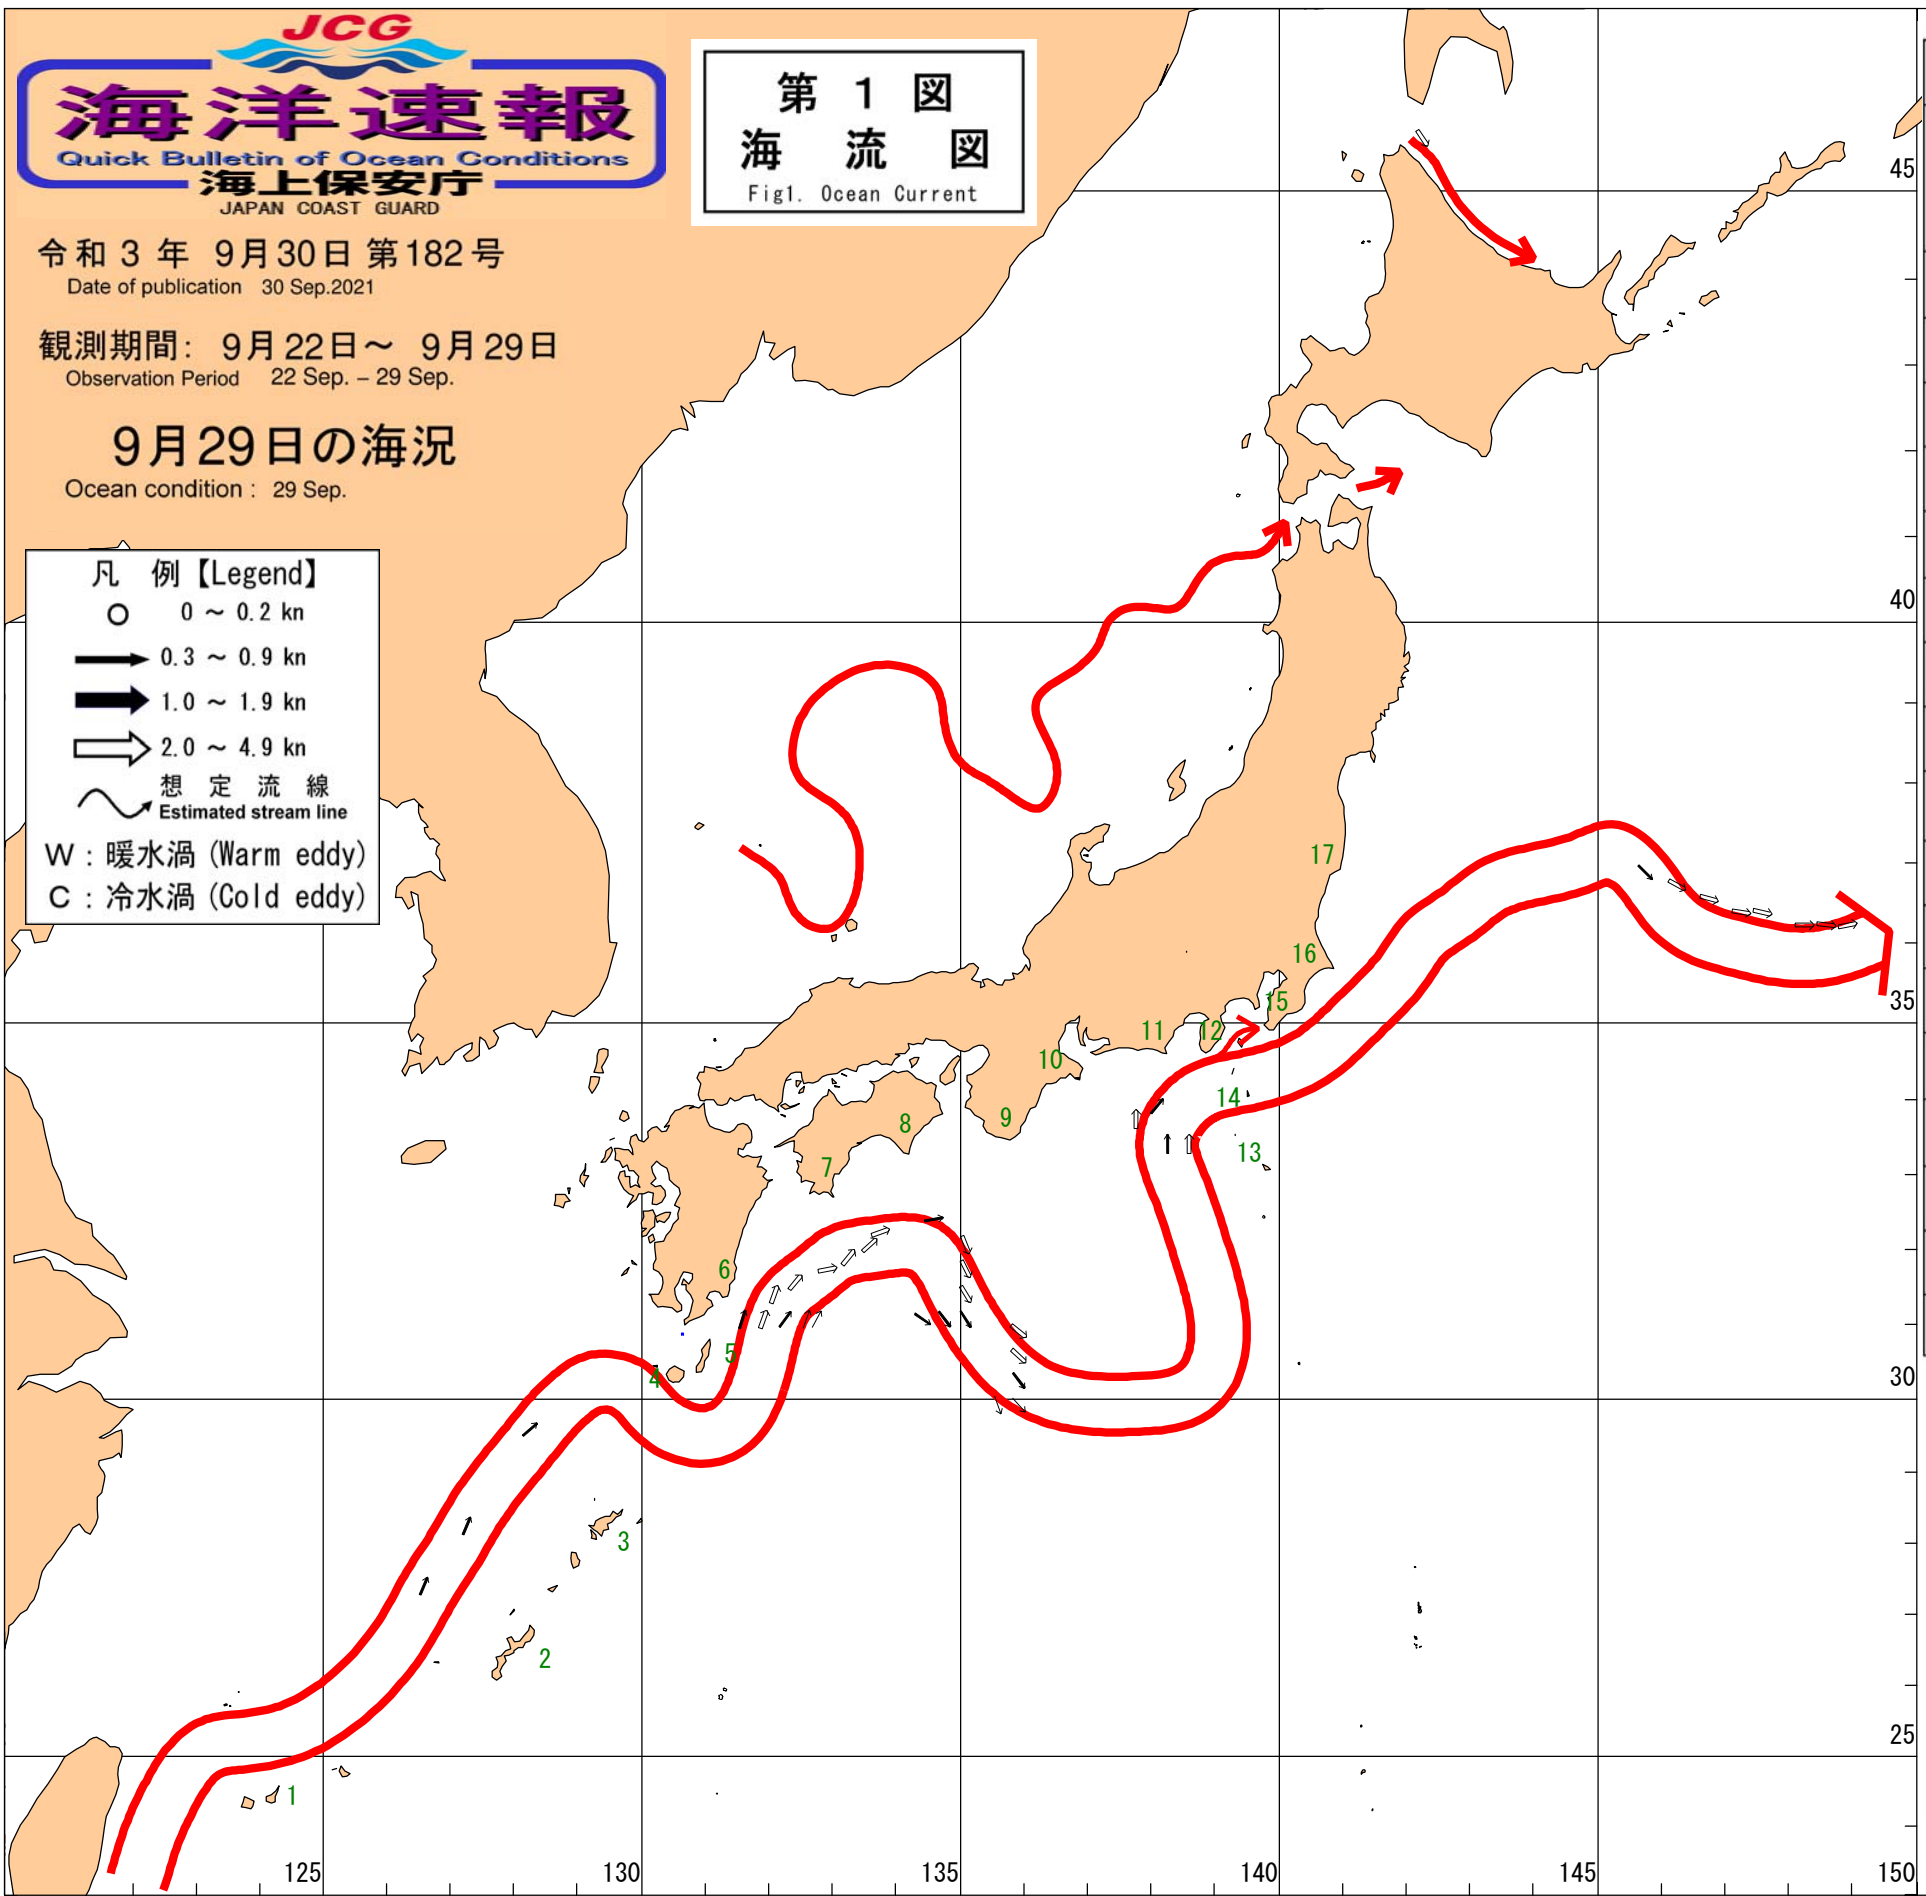 JCG
海洋速報
Quick Bulletin of Ocean Conditions
海上保安庁
JAPAN COAST GUARD
令和 3 年 9月30日 第182号
Date of publication 30 Sep.2021
観測期間: 9月22日～ 9月29日
Observation Period 22 Sep. – 29 Sep.
9月29日の海況
Ocean condition : 29 Sep.
第 1 図
海 流 図
Fig1. Ocean Current
凡 例【Legend】
0 ～ 0.2 kn
0.3 ～ 0.9 kn
1.0 ～ 1.9 kn
2.0 ～ 4.9 kn
想 定 流 線
Estimated stream line
W : 暖水渦 (Warm eddy)
C : 冷水渦 (Cold eddy)
45
40
35
30
25
17
16
15
12
11
10
14
9
8
13
7
6
5
4
3
2
1
125
130
135
140
145
150